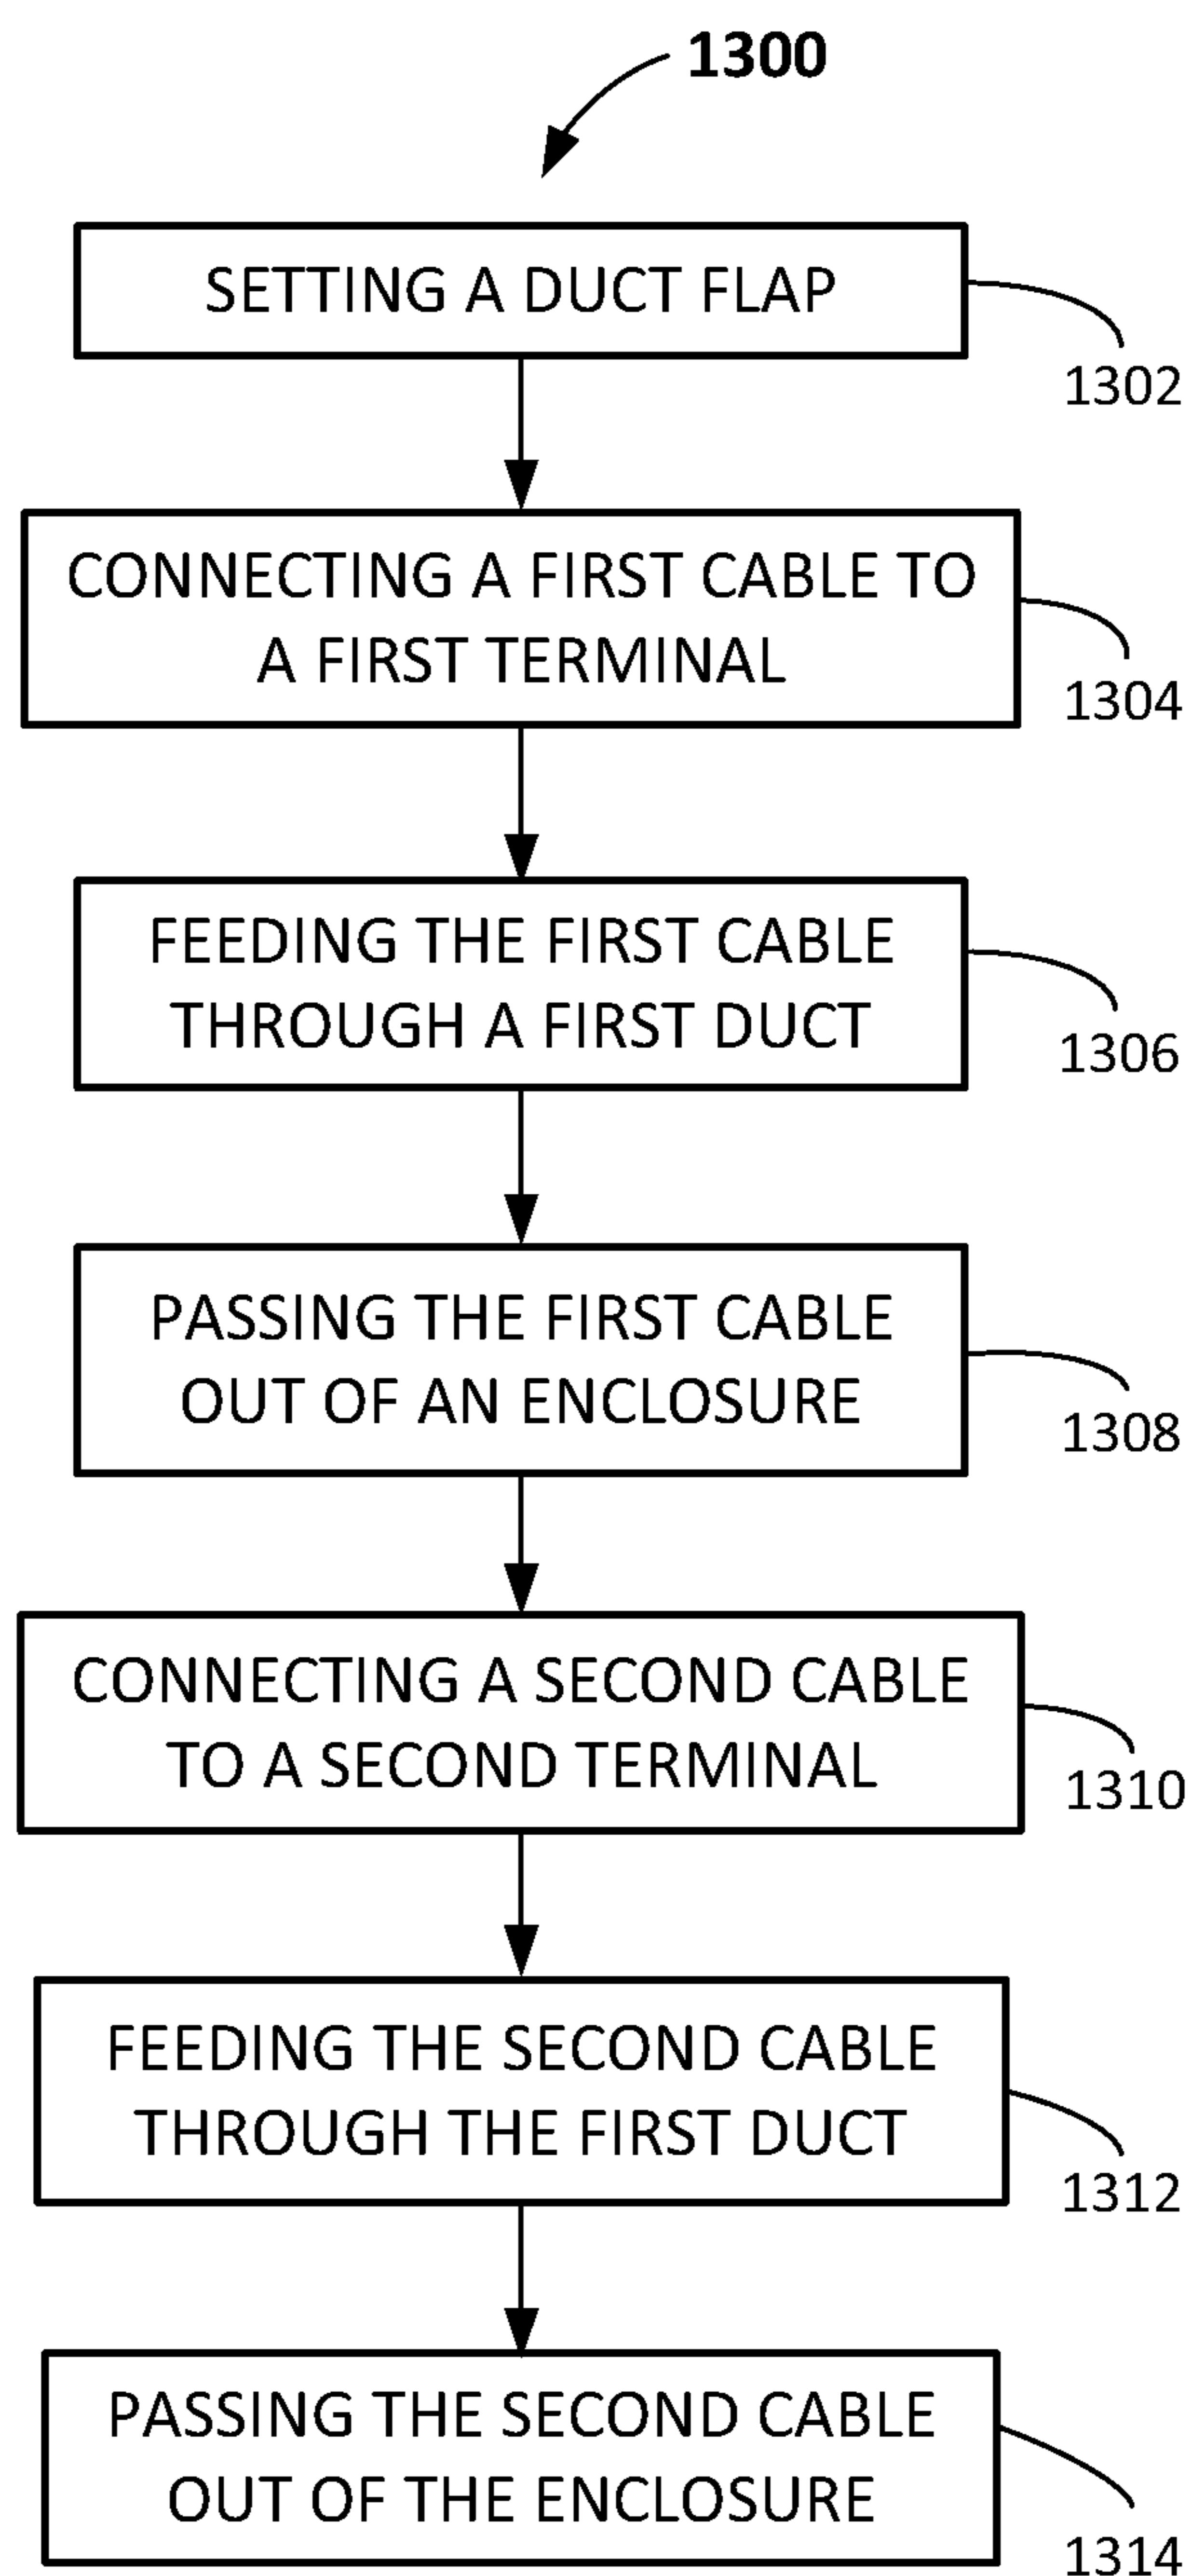 1300
SETTING A DUCT FLAP
1302
CONNECTING A FIRST CABLE TO
A FIRST TERMINAL
1304
FEEDING THE FIRST CABLE
THROUGH A FIRST DUCT
1306
PASSING THE FIRST CABLE
OUT OF AN ENCLOSURE
1308
CONNECTING A SECOND CABLE
TO A SECOND TERMINAL
1310
FEEDING THE SECOND CABLE
THROUGH THE FIRST DUCT
1312
PASSING THE SECOND CABLE
OUT OF THE ENCLOSURE
1314